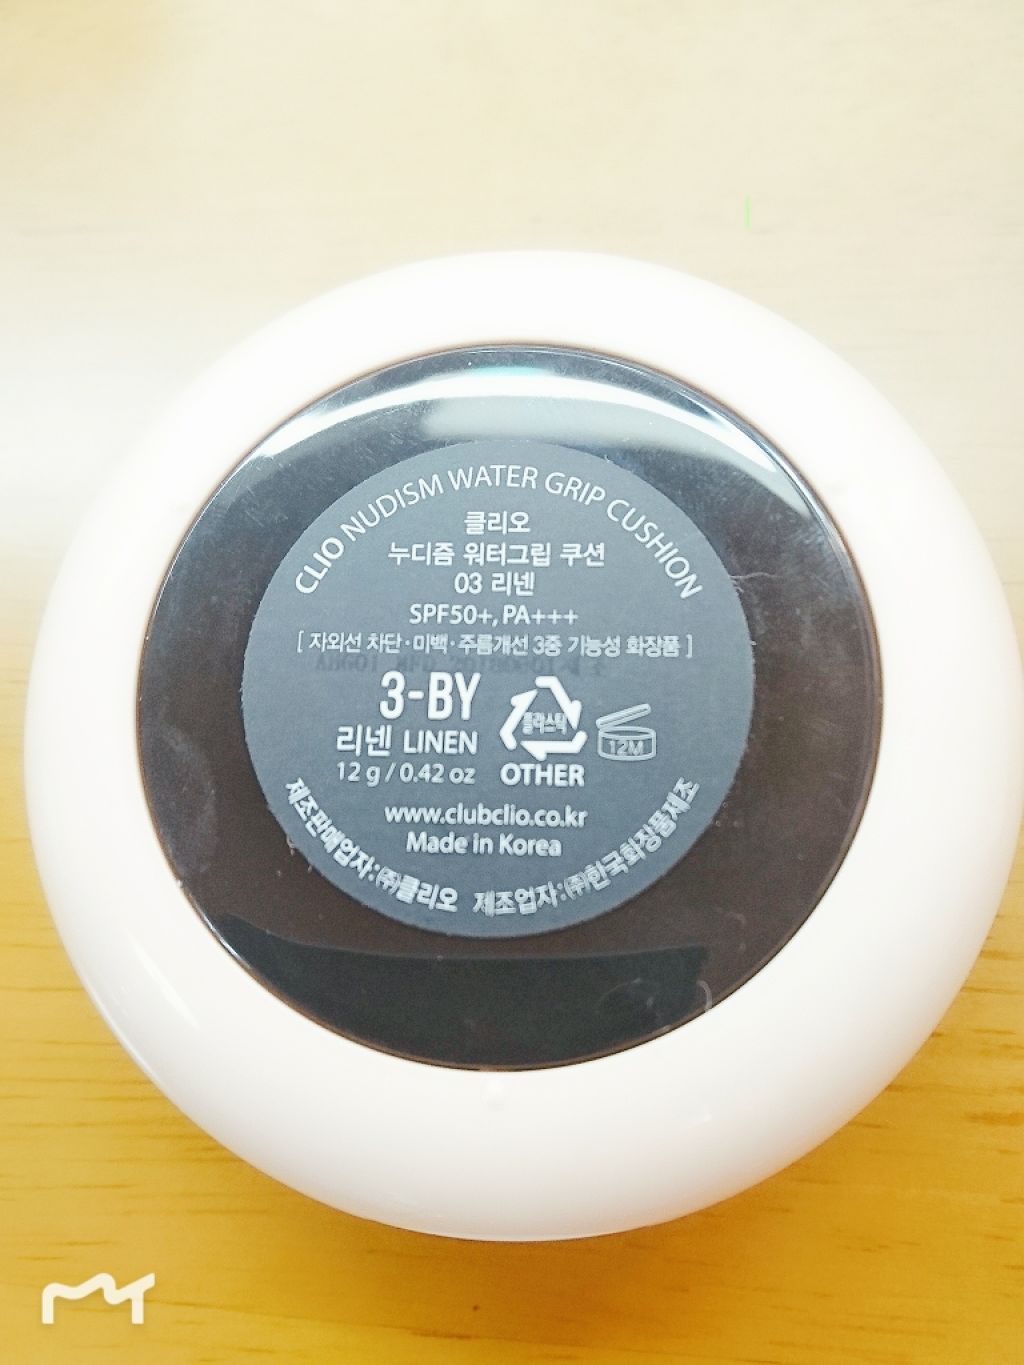 CLIO NUDISM WATER GRIP CUSHION
클리오
누디즘 워터그립 쿠션
03 리넨
SPF50+, PA+++
[ 자외선 차단·미백·주름개선 3중 기능성 화장품 ]
3-BY
리넨 LINEN
12 g / 0.42 oz
플라스틱
OTHER
12M
www.clubclio.co.kr
Made in Korea
제조판매업자:㈜클리오 제조업자:㈜한국화장품제조